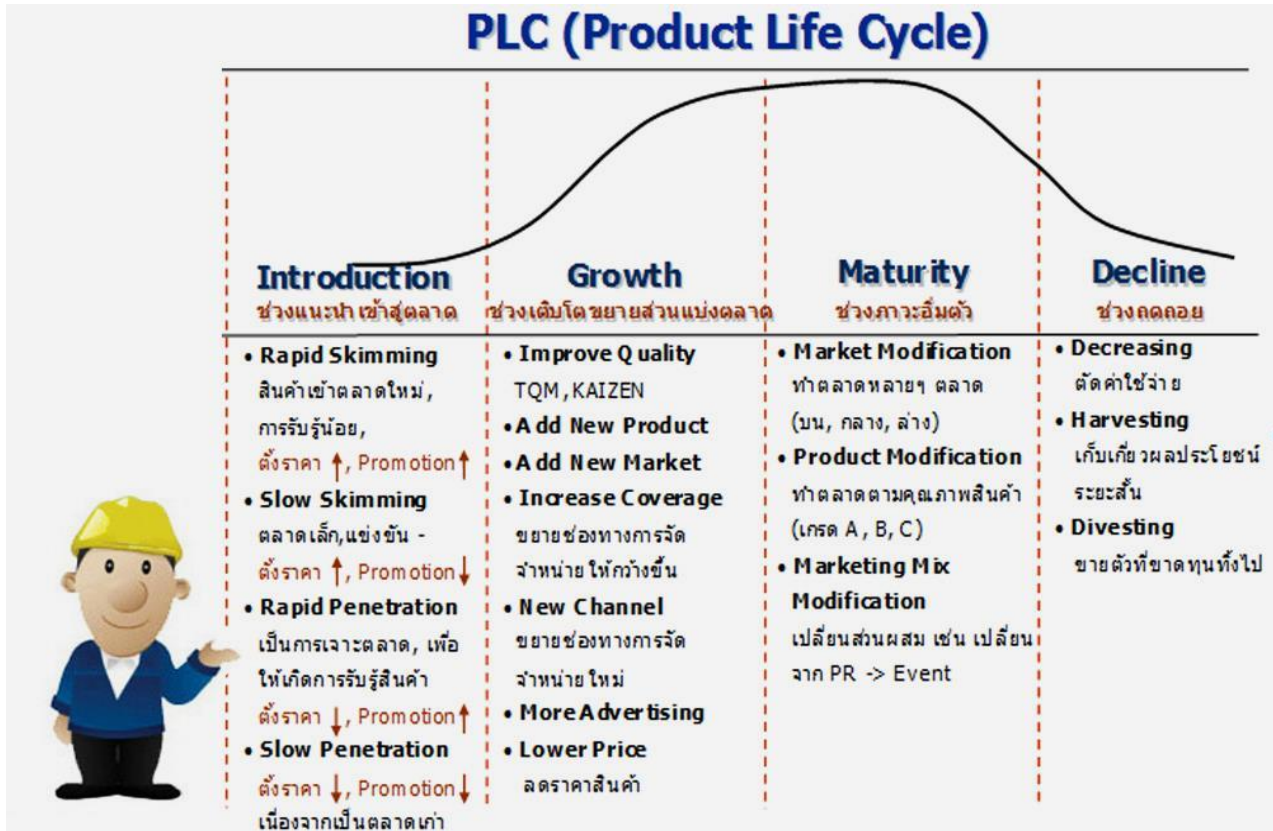 PLC (Product Life Cycle)
Introduction
ช่วงแนะนำเข้าสู่ตลาด
• Rapid Skimming
สินค้าเข้าตลาดใหม่,
การรับรู้น้อย,
ตั้งราคา ↑, Promotion ↑
• Slow Skimming
ตลาดเล็ก,แข่งขัน -
ตั้งราคา ↑, Promotion ↓
• Rapid Penetration
เป็นการเจาะตลาด, เพื่อ
ให้เกิดการรับรู้สินค้า
ตั้งราคา ↓, Promotion ↑
• Slow Penetration
ตั้งราคา ↓, Promotion ↓
เนื่องจากเป็นตลาดเก่า
Growth
ช่วงเติบโตขยายส่วนแบ่งตลาด
• Improve Quality
TQM, KAIZEN
• Add New Product
• Add New Market
• Increase Coverage
ขยายช่องทางการจัด
จำหน่ายให้กว้างขึ้น
• New Channel
ขยายช่องทางการจัด
จำหน่ายใหม่
• More Advertising
• Lower Price
ลดราคาสินค้า
Maturity
ช่วงภาวะอิ่มตัว
• Market Modification
ทำตลาดหลายๆ ตลาด
(บน, กลาง, ล่าง)
• Product Modification
ทำตลาดตามคุณภาพสินค้า
(เกรด A, B, C)
• Marketing Mix
Modification
เปลี่ยนส่วนผสม เช่น เปลี่ยน
จาก PR -> Event
Decline
ช่วงถดถอย
• Decreasing
ตัดค่าใช้จ่าย
• Harvesting
เก็บเกี่ยวผลประโยชน์
ระยะสั้น
• Divesting
ขายตัวที่ขาดทุนทิ้งไป